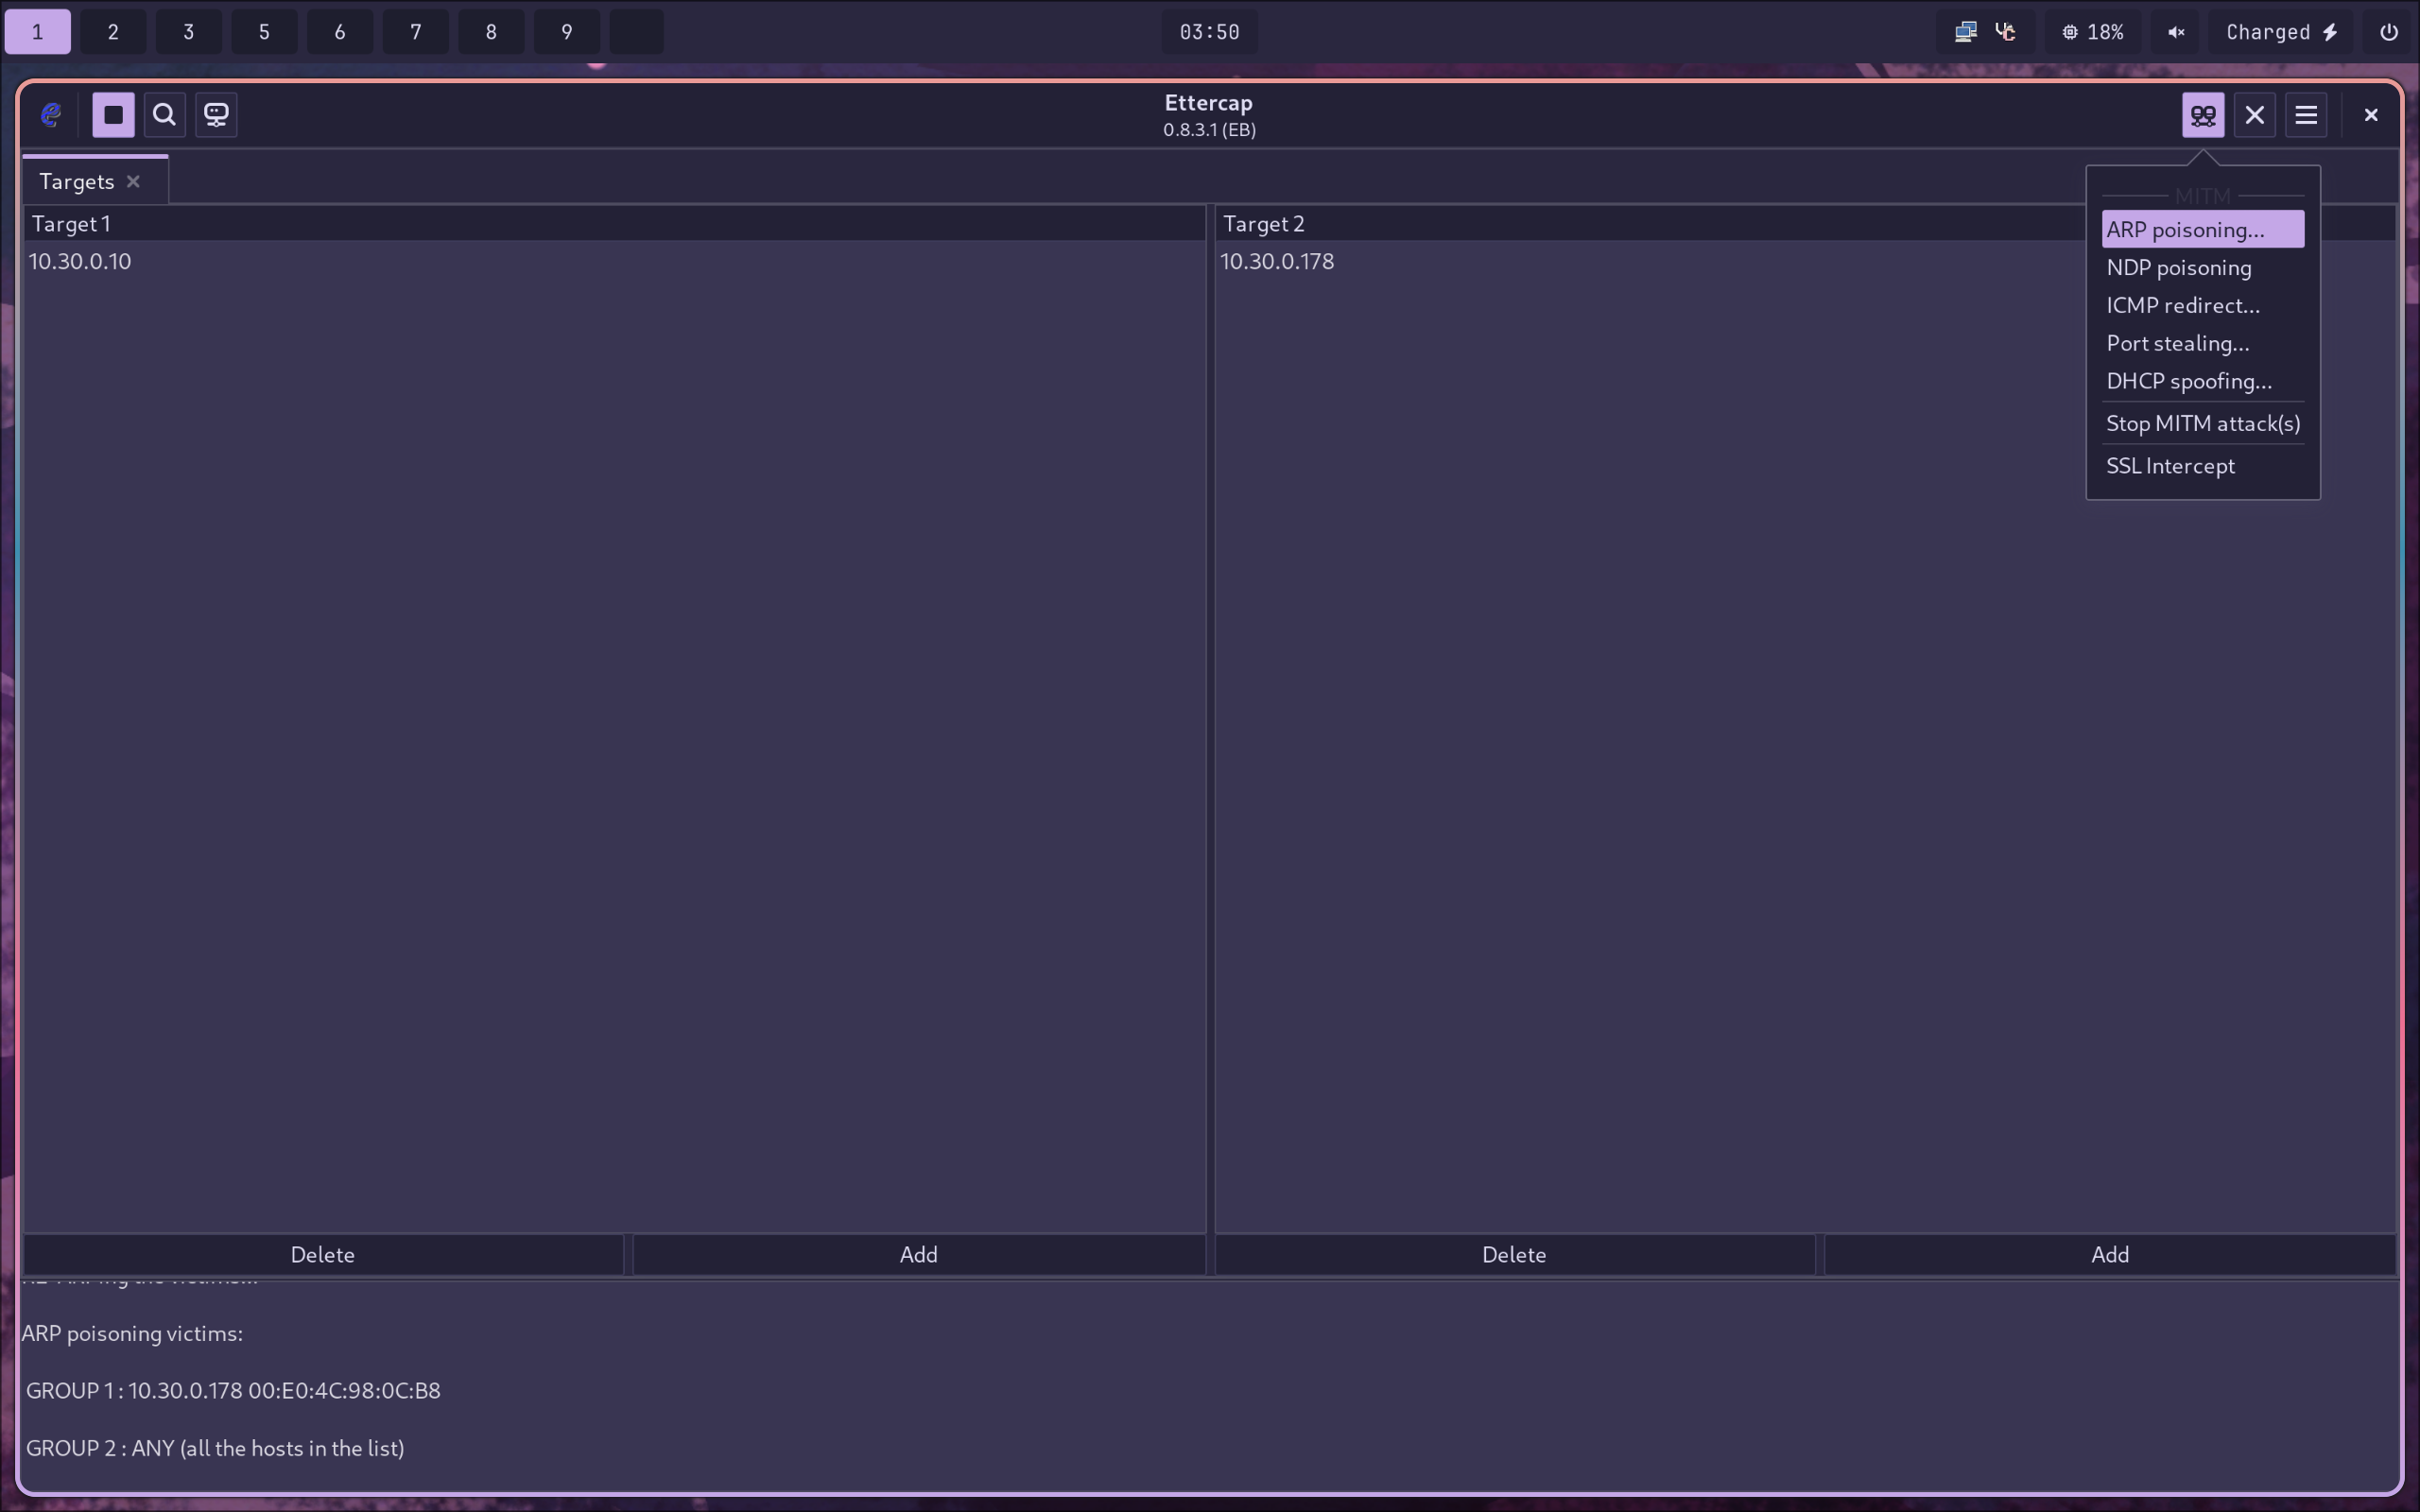 1 2 3 5 6 7 8 9 03:50 18% Charged
Ettercap
0.8.3.1 (EB)
Targets
Target 1 Target 2
10.30.0.10 10.30.0.178
MITM
ARP poisoning...
NDP poisoning
ICMP redirect...
Port stealing...
DHCP spoofing...
Stop MITM attack(s)
SSL Intercept
Delete Add Delete Add
ARP poisoning victims:
GROUP 1 : 10.30.0.178 00:E0:4C:98:0C:B8
GROUP 2 : ANY (all the hosts in the list)